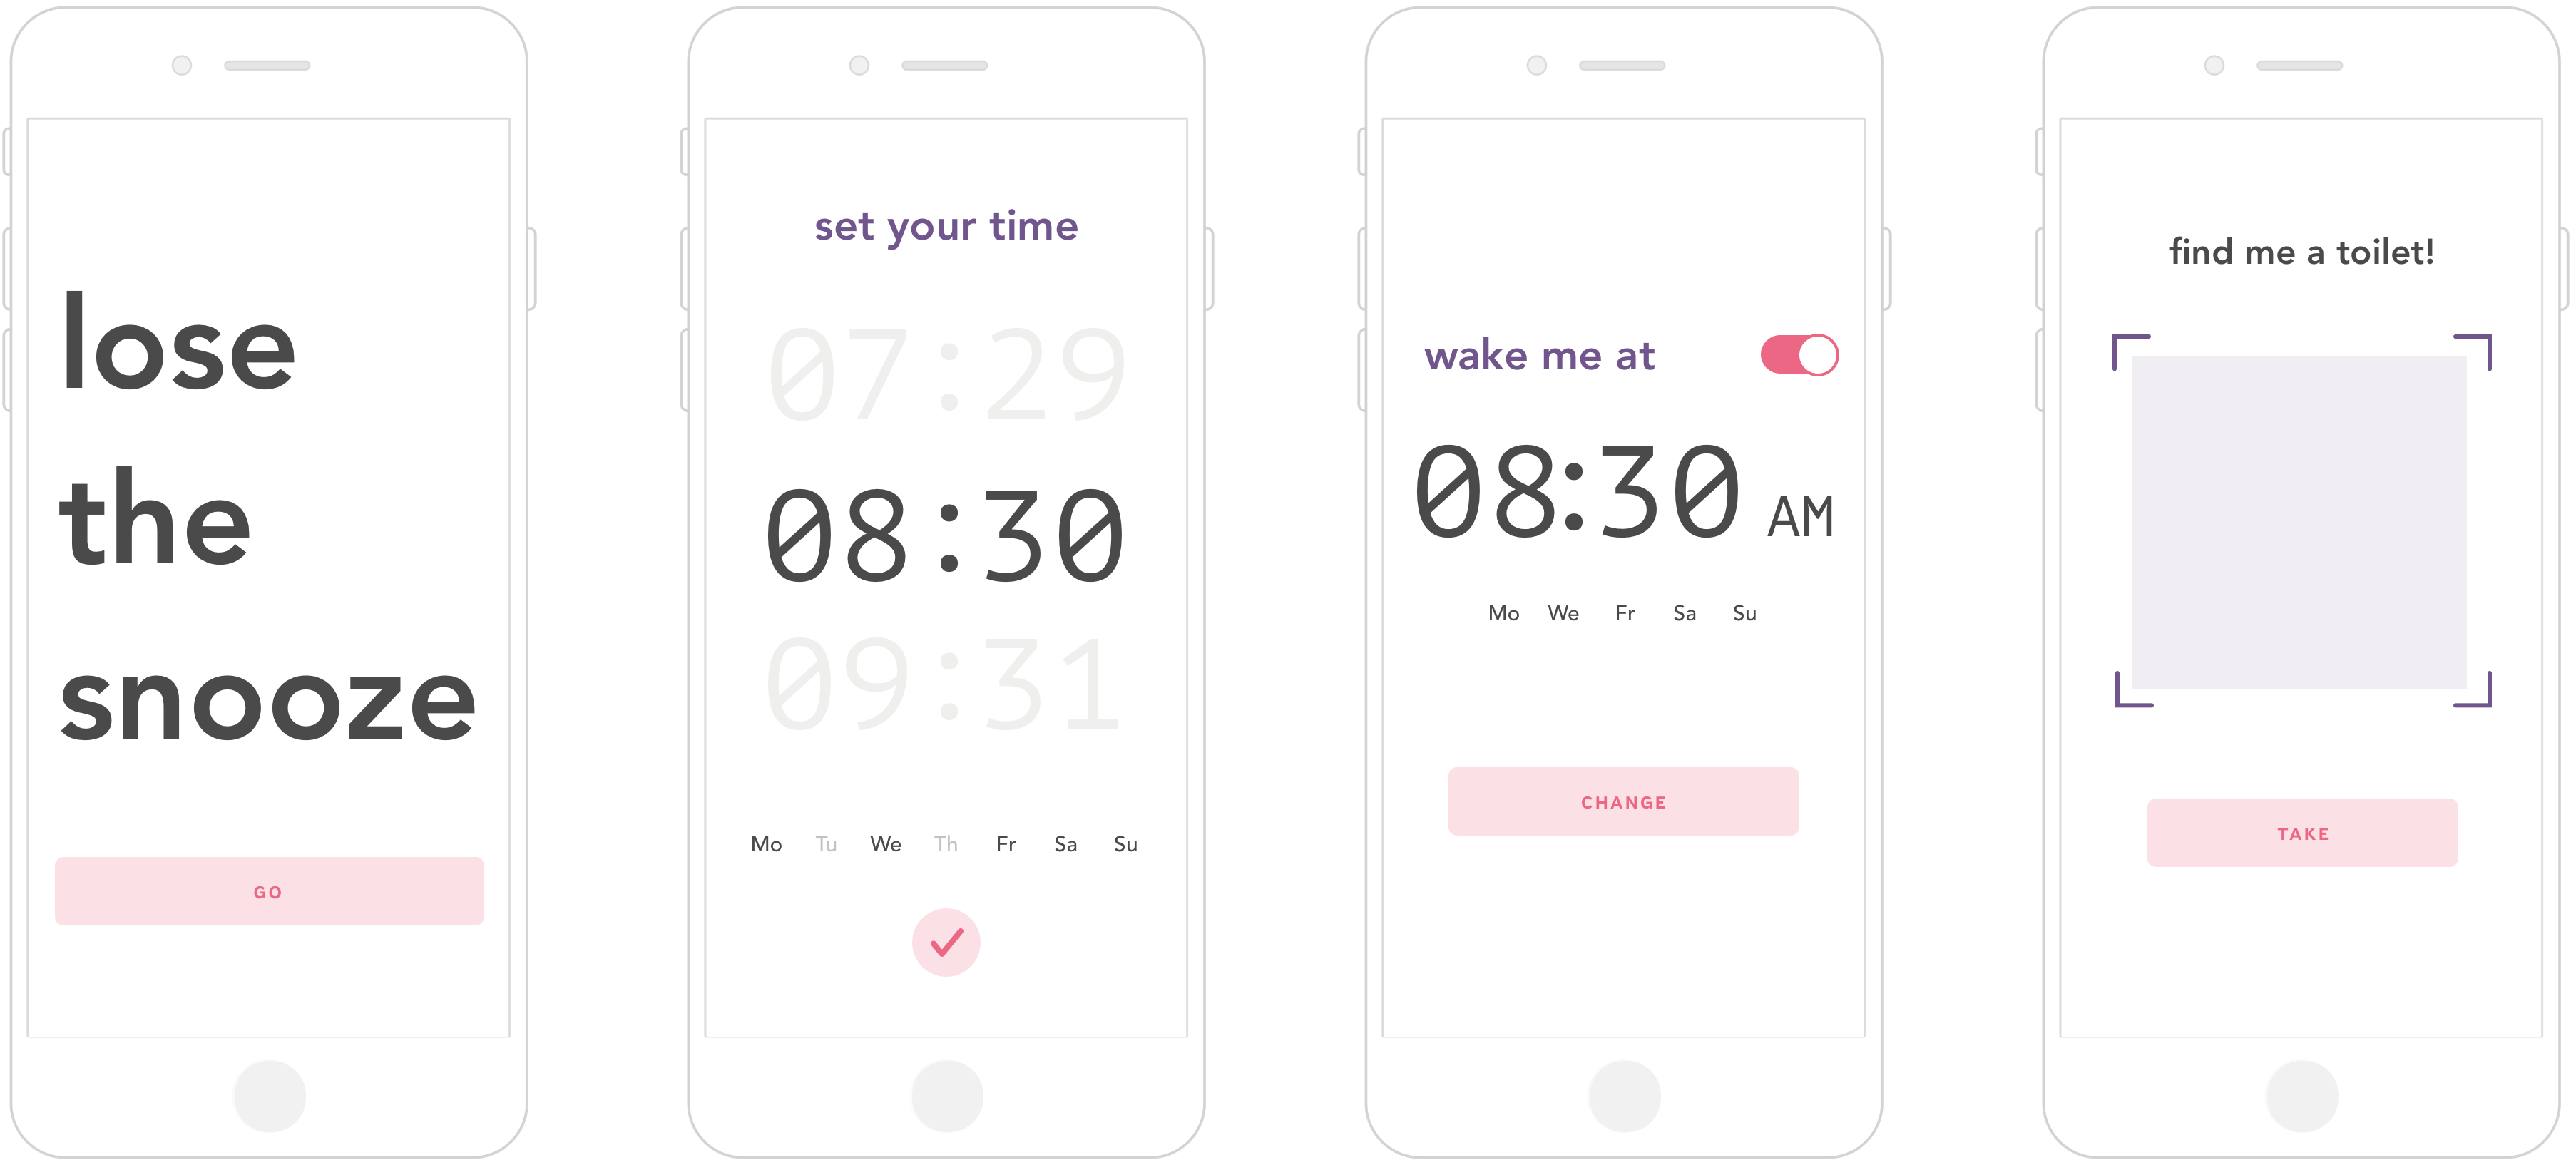 lose
the
snooze
GO
set your time
07:29
08:30
09:31
Mo Tu We Th Fr Sa Su
wake me at
08:30 AM
Mo We Fr Sa Su
CHANGE
find me a toilet!
TAKE